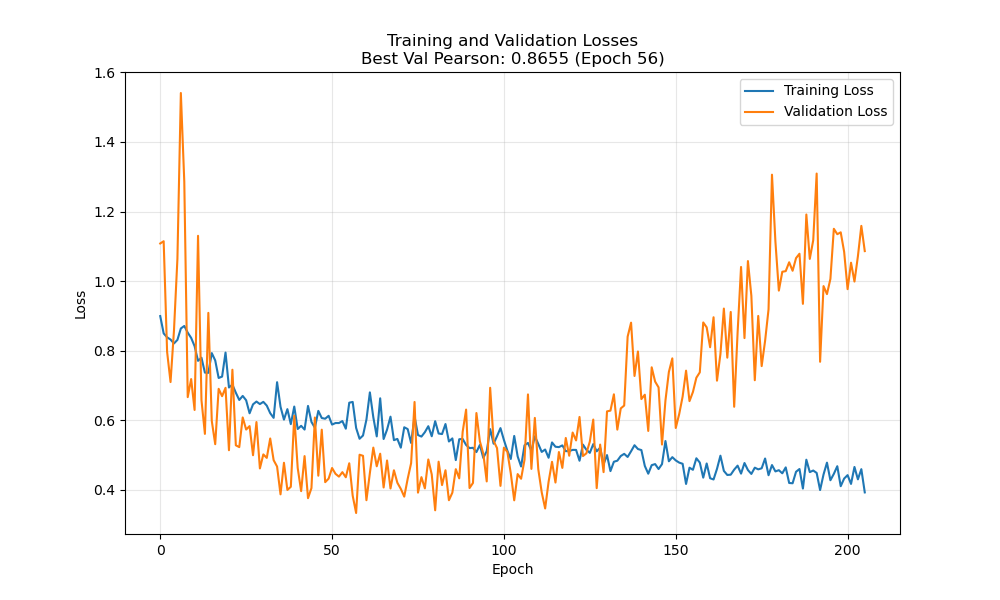 Training and Validation Losses
Best Val Pearson: 0.8655 (Epoch 56)
Training Loss
Validation Loss
1.6
1.4
1.2
1.0
0.8
0.6
0.4
Loss
0
50
100
150
200
Epoch